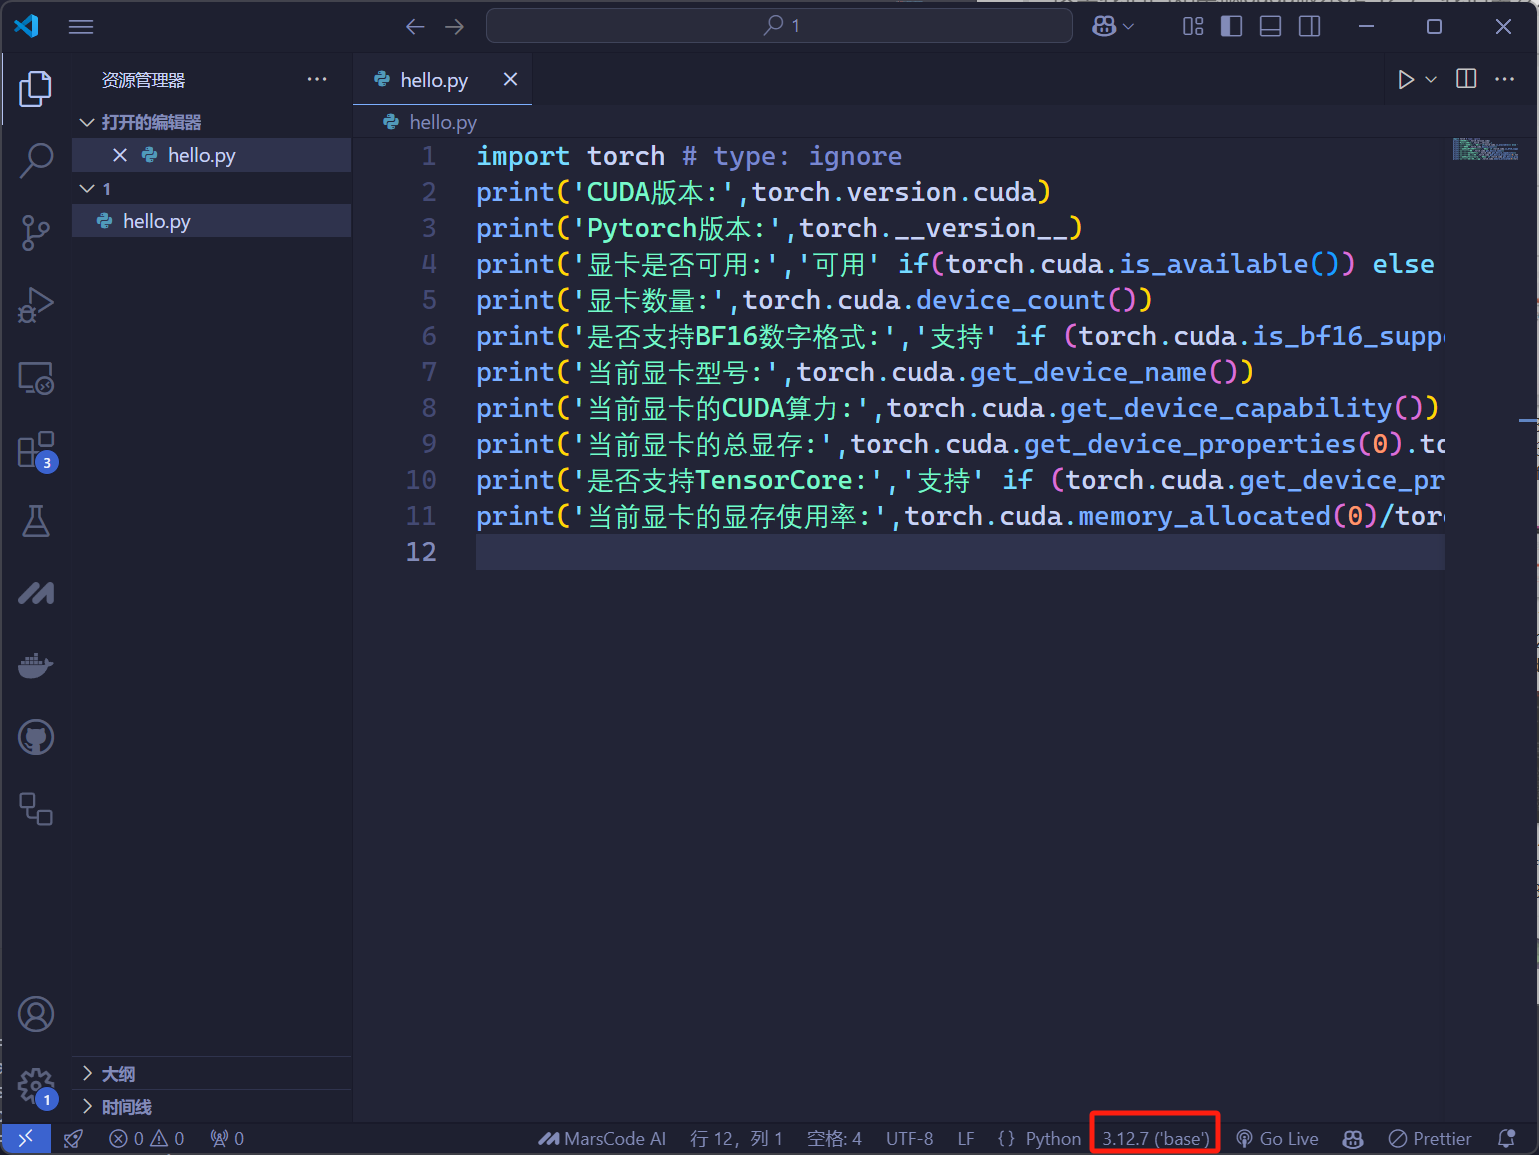 1
资源管理器
打开的编辑器
hello.py
1
hello.py
hello.py
hello.py
1 import torch # type: ignore
2 print('CUDA版本:',torch.version.cuda)
3 print('Pytorch版本:',torch.__version__)
4 print('显卡是否可用:','可用' if(torch.cuda.is_available()) else
5 print('显卡数量:',torch.cuda.device_count())
6 print('是否支持BF16数字格式:','支持' if (torch.cuda.is_bf16_supp
7 print('当前显卡型号:',torch.cuda.get_device_name())
8 print('当前显卡的CUDA算力:',torch.cuda.get_device_capability())
9 print('当前显卡的总显存:',torch.cuda.get_device_properties(0).to
10 print('是否支持TensorCore:','支持' if (torch.cuda.get_device_pr
11 print('当前显卡的显存使用率:',torch.cuda.memory_allocated(0)/tor
12
3
大纲
1
时间线
0 0 0 MarsCode AI 行 12，列 1 空格: 4 UTF-8 LF {} Python 3.12.7 ('base') Go Live Prettier